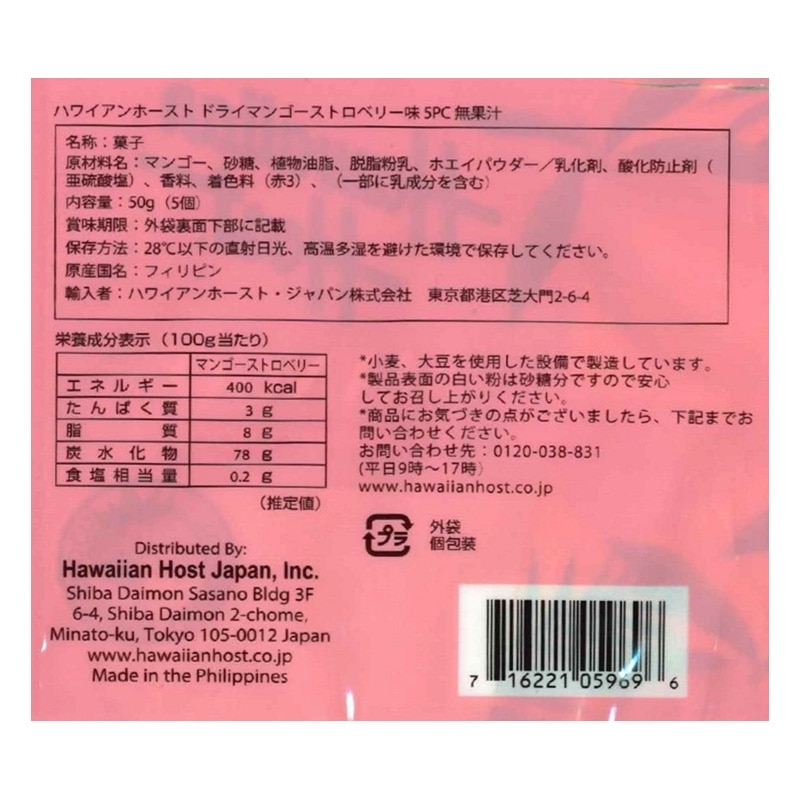 ハワイアンホースト ドライマンゴーストロベリー味 5PC 無果汁
名称：菓子
原材料名：マンゴー、砂糖、植物油脂、脱脂粉乳、ホエイパウダー／乳化剤、酸化防止剤（
亜硫酸塩）、香料、着色料（赤3）、（一部に乳成分を含む）
内容量：50g（5個）
賞味期限：外袋裏面下部に記載
保存方法：28℃以下の直射日光、高温多湿を避けた環境で保存してください。
原産国名：フィリピン
輸入者：ハワイアンホースト・ジャパン株式会社　東京都港区芝大門2-6-4
栄養成分表示（100g当たり）
マンゴーストロベリー
エネルギー 400 kcal
たんぱく質 3 g
脂質 8 g
炭水化物 78 g
食塩相当量 0.2 g
（推定値）
*小麦、大豆を使用した設備で製造しています。
*製品表面の白い粉は砂糖分ですので安心
してお召し上がりください。
*商品にお気づきの点がございましたら、下記までお
問い合わせください。
お問い合わせ先：0120-038-831
(平日9時～17時)
www.hawaiianhost.co.jp
プラ
外袋
個包装
Distributed By:
Hawaiian Host Japan, Inc.
Shiba Daimon Sasano Bldg 3F
6-4, Shiba Daimon 2-chome,
Minato-ku, Tokyo 105-0012 Japan
www.hawaiianhost.co.jp
Made in the Philippines
7 16221 05969 6